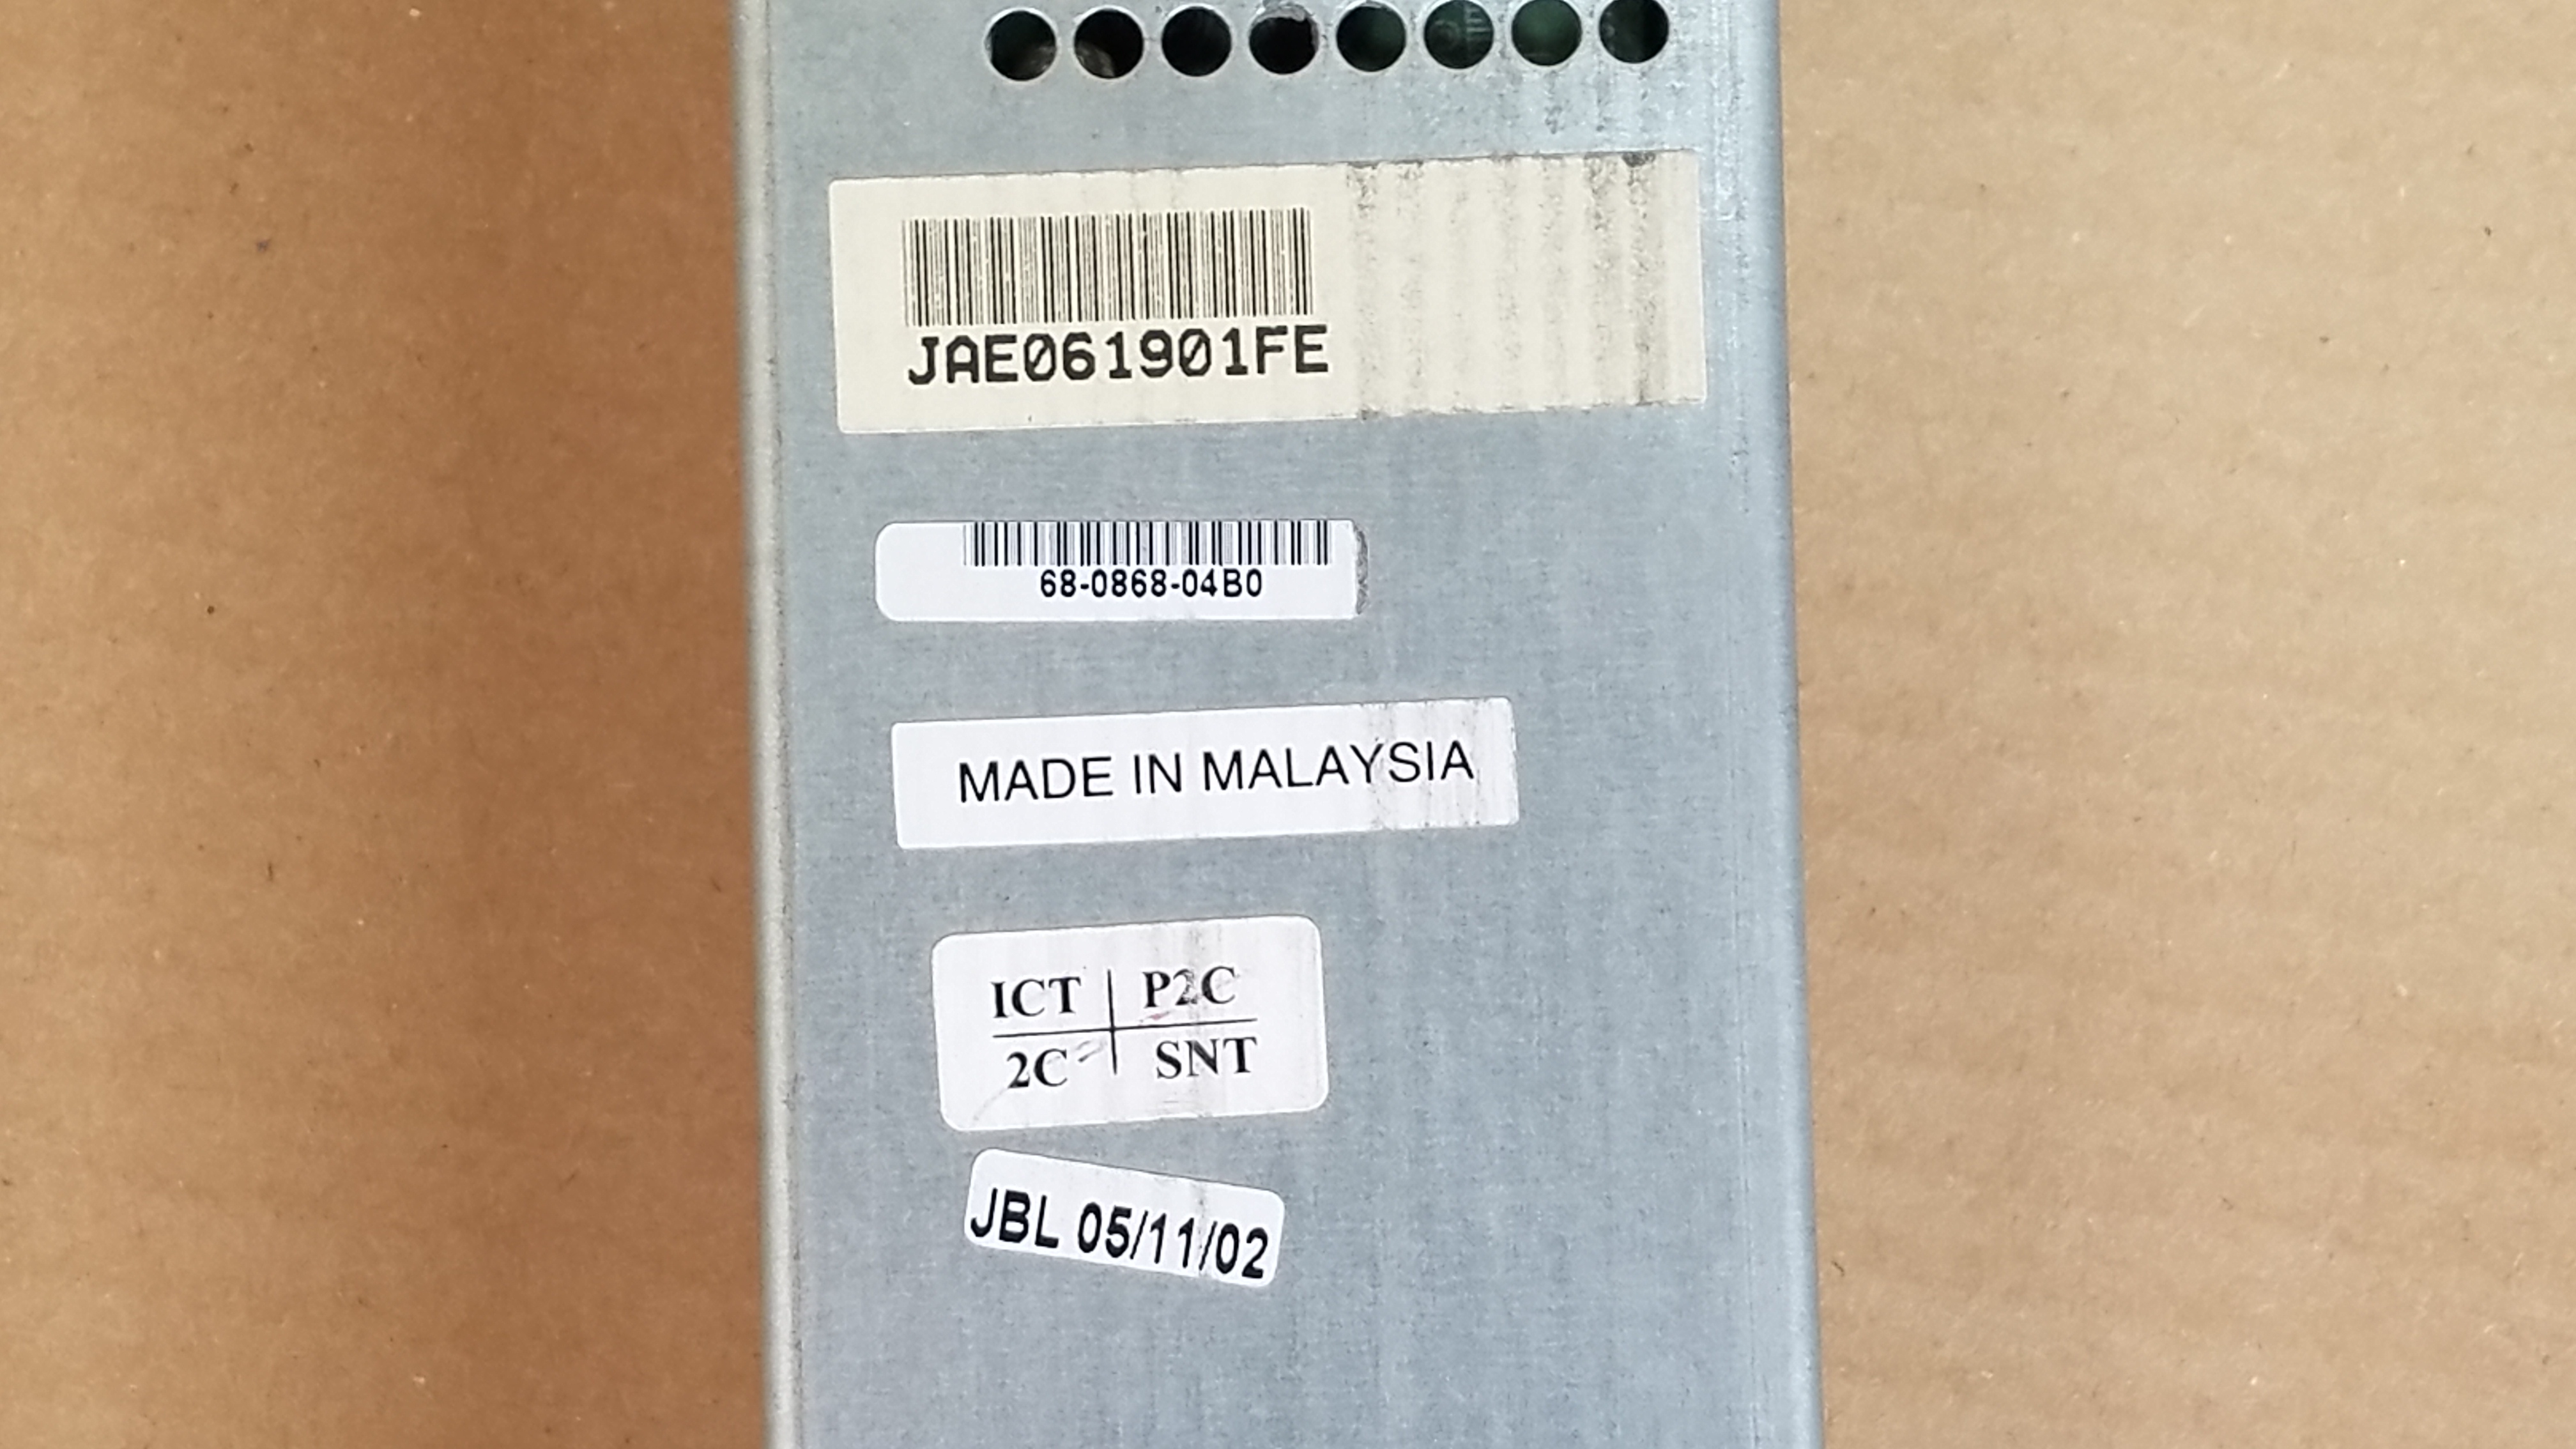 JAE061901FE
68-0868-04B0
MADE IN MALAYSIA
ICT P2C
2C SNT
JBL 05/11/02